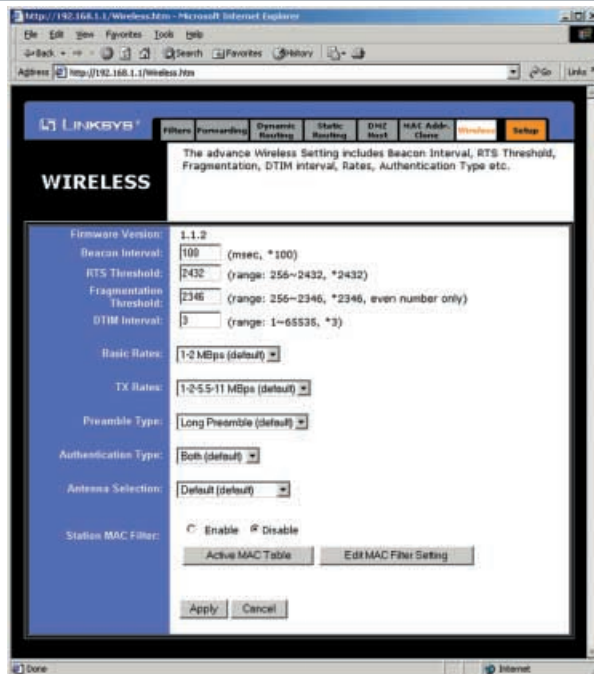 http://192.168.1.1/Wireless.htm - Microsoft Internet Explorer
File Edit View Favorites Tools Help
Back Search Favorites History
Address http://192.168.1.1/Wireless.htm Go Links
LINKSYS® Filters Forwarding Dynamic Routing Static Routing DMZ Host MAC Addr. Clone Wireless Setup
WIRELESS
The advance Wireless Setting includes Beacon Interval, RTS Threshold,
Fragmentation, DTIM interval, Rates, Authentication Type etc.
Firmware Version: 1.1.2
Beacon Interval: 100 (msec, *100)
RTS Threshold: 2432 (range: 256~2432, *2432)
Fragmentation Threshold: 2346 (range: 256~2346, *2346, even number only)
DTIM Interval: 3 (range: 1~65535, *3)
Basic Rates: 1-2 MBps (default)
TX Rates: 1-2-5.5-11 MBps (default)
Preamble Type: Long Preamble (default)
Authentication Type: Both (default)
Antenna Selection: Default (default)
Station MAC Filter: Enable Disable
Active MAC Table Edit MAC Filter Setting
Apply Cancel
Done Internet